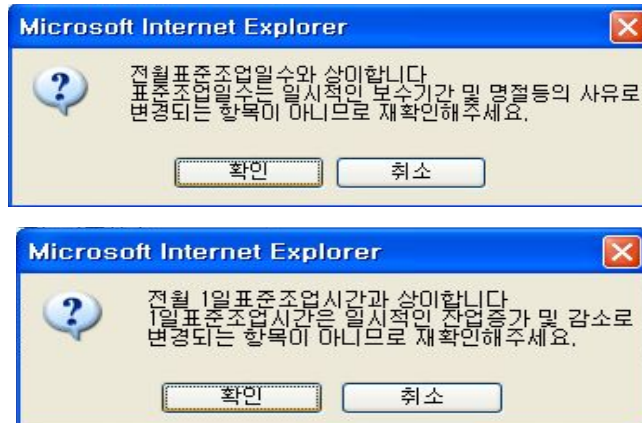 Microsoft Internet Explorer
전월표준조업일수와 상이합니다
표준조업일수는 일시적인 보수기간 및 명절등의 사유로
변경되는 항목이 아니므로 재확인해주세요.
확인 취소
Microsoft Internet Explorer
전월 1일표준조업시간과 상이합니다
1일표준조업시간은 일시적인 잔업증가 및 감소로
변경되는 항목이 아니므로 재확인해주세요.
확인 취소